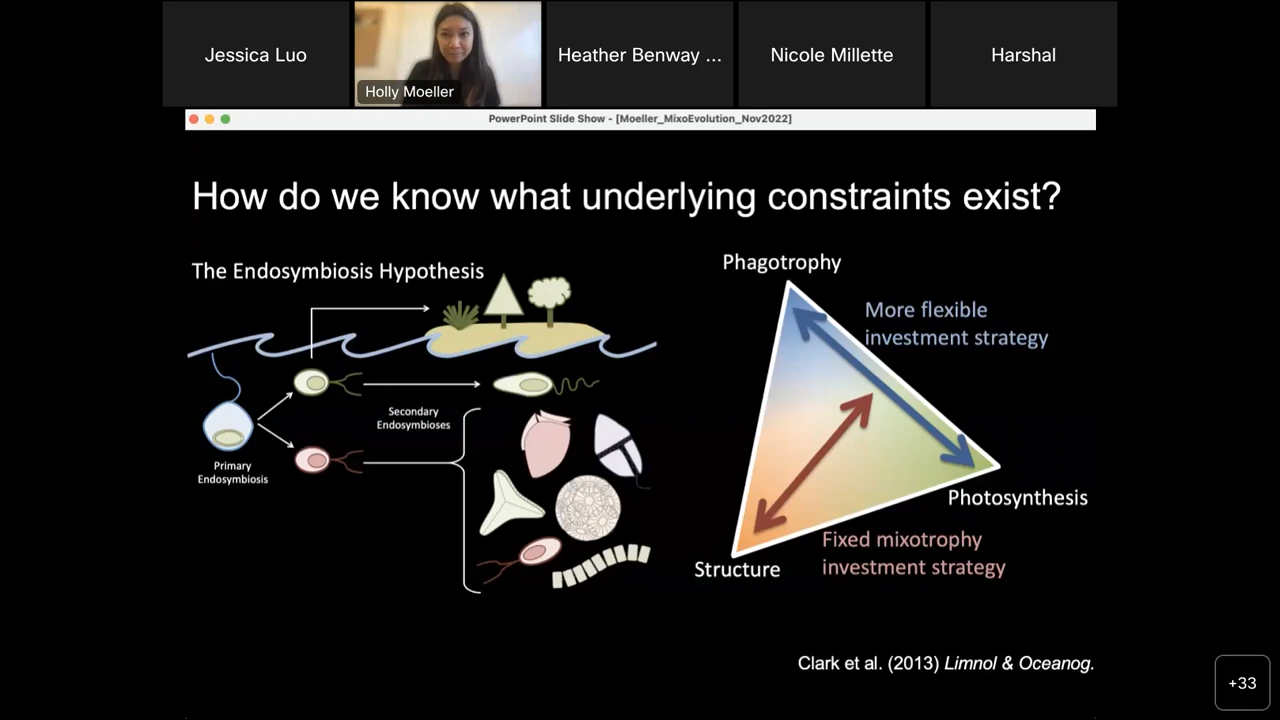 Jessica Luo
Holly Moeller
Heather Benway ...
Nicole Millette
Harshal
PowerPoint Slide Show - [Moeller_MixoEvolution_Nov2022]
How do we know what underlying constraints exist?
The Endosymbiosis Hypothesis
Primary
Endosymbiosis
Secondary
Endosymbioses
Phagotrophy
More flexible
investment strategy
Photosynthesis
Fixed mixotrophy
investment strategy
Structure
Clark et al. (2013) Limnol & Oceanog.
+33